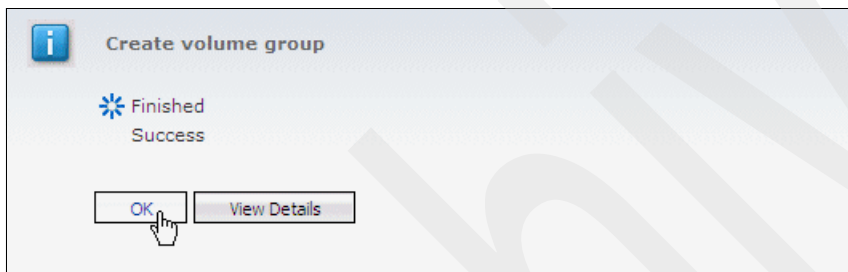 Create volume group
Finished
Success
OK
View Details